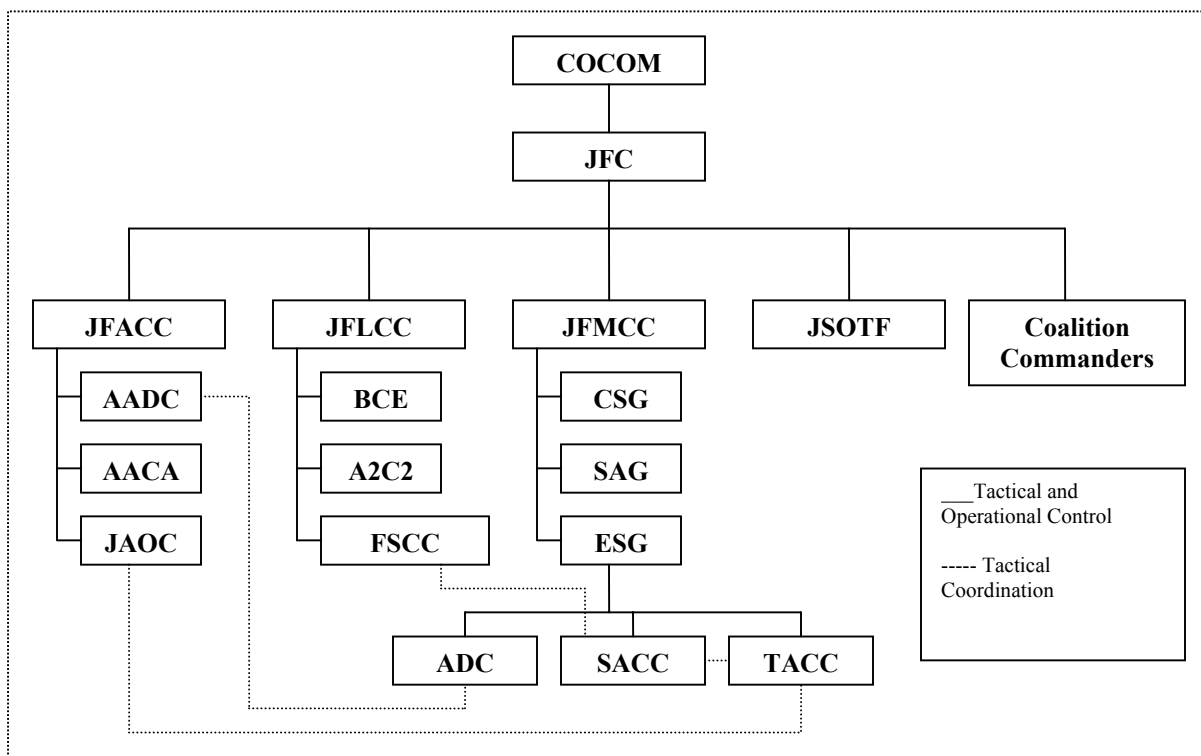 COCOM
JFC
JFACC
JFLCC
JFMCC
JSOTF
Coalition
Commanders
AADC
BCE
CSG
AACA
A2C2
SAG
JAOC
FSCC
ESG
___Tactical and
Operational Control
----- Tactical
Coordination
ADC
SACC
TACC